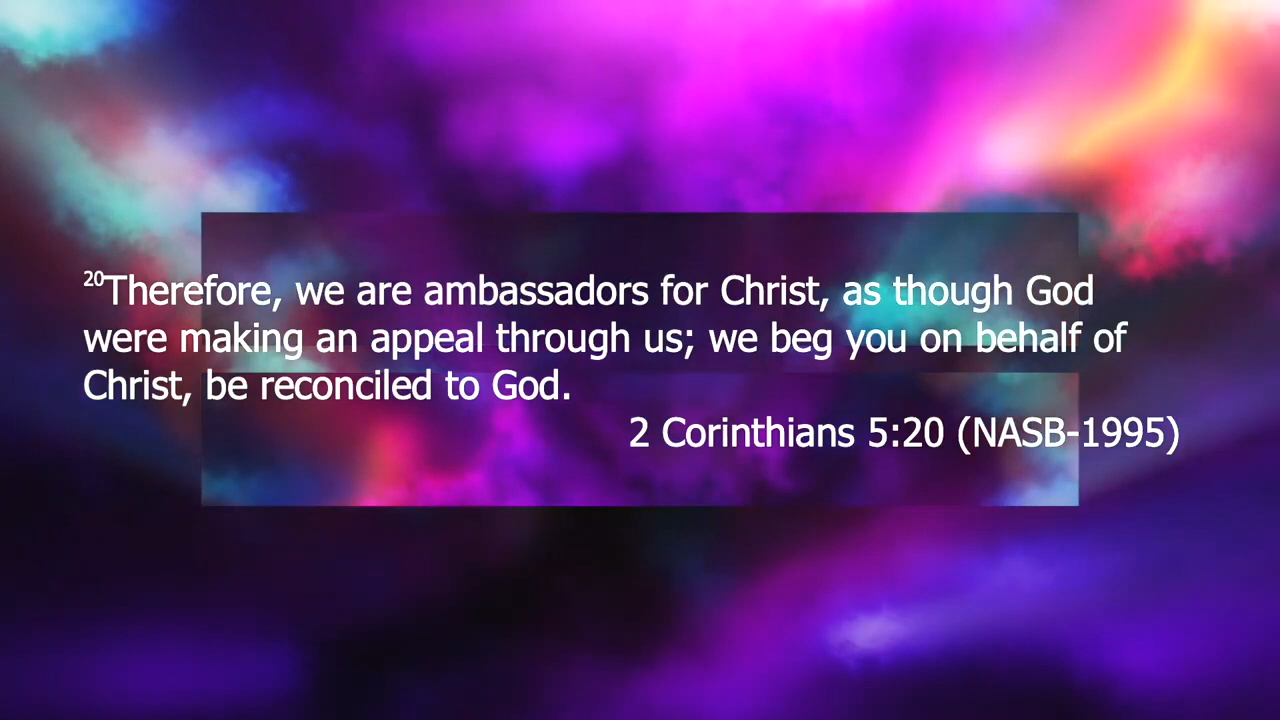 20Therefore, we are ambassadors for Christ, as though God
were making an appeal through us; we beg you on behalf of
Christ, be reconciled to God.
2 Corinthians 5:20 (NASB-1995)